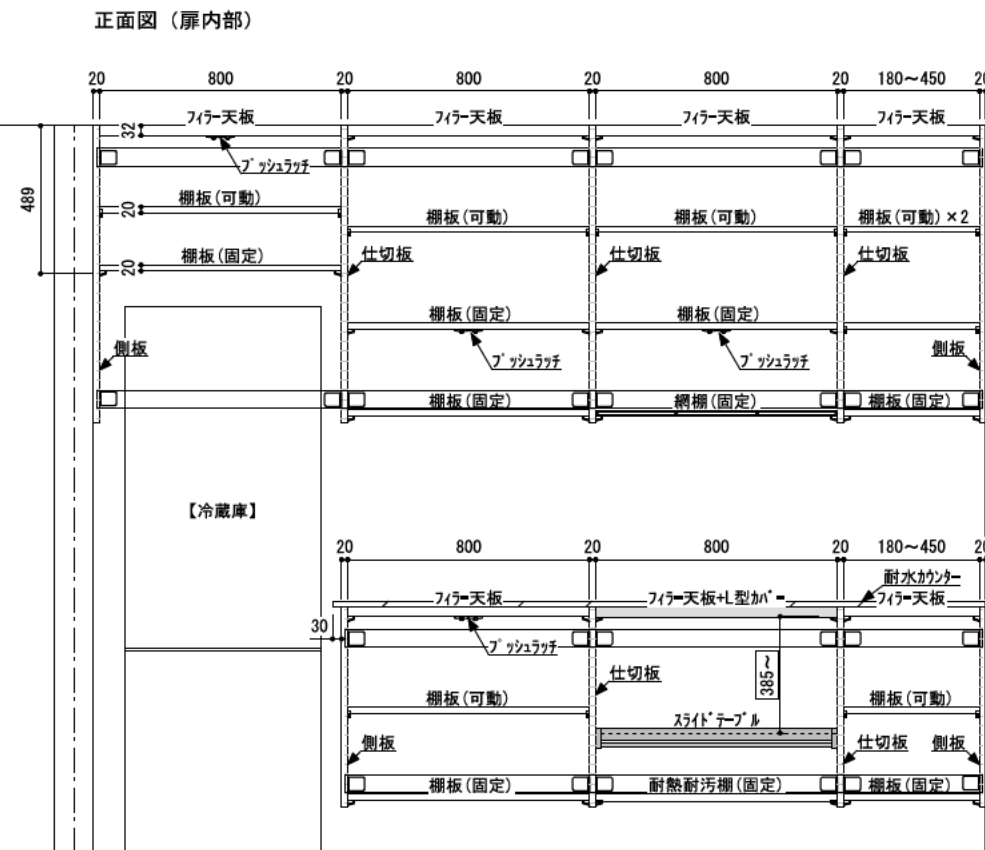 正面図（扉内部）
20 800 20 800 20 800 20 180～450 20
フィラー天板 フィラー天板 フィラー天板 フィラー天板
32
プッシュラッチ
489
棚板(可動)
20
棚板(可動) 棚板(可動) 棚板(可動)×2
棚板(固定)
20
仕切板 仕切板 仕切板
棚板(固定) 棚板(固定)
側板 プッシュラッチ プッシュラッチ 側板
棚板(固定) 網棚(固定) 棚板(固定)
【冷蔵庫】
20 800 20 800 20 180～450 20
耐水カウンター
フィラー天板 フィラー天板+L型カバー フィラー天板
30
プッシュラッチ
仕切板
385～
棚板(可動) 棚板(可動)
スライドテーブル
側板 仕切板 側板
棚板(固定) 耐熱耐汚棚(固定) 棚板(固定)